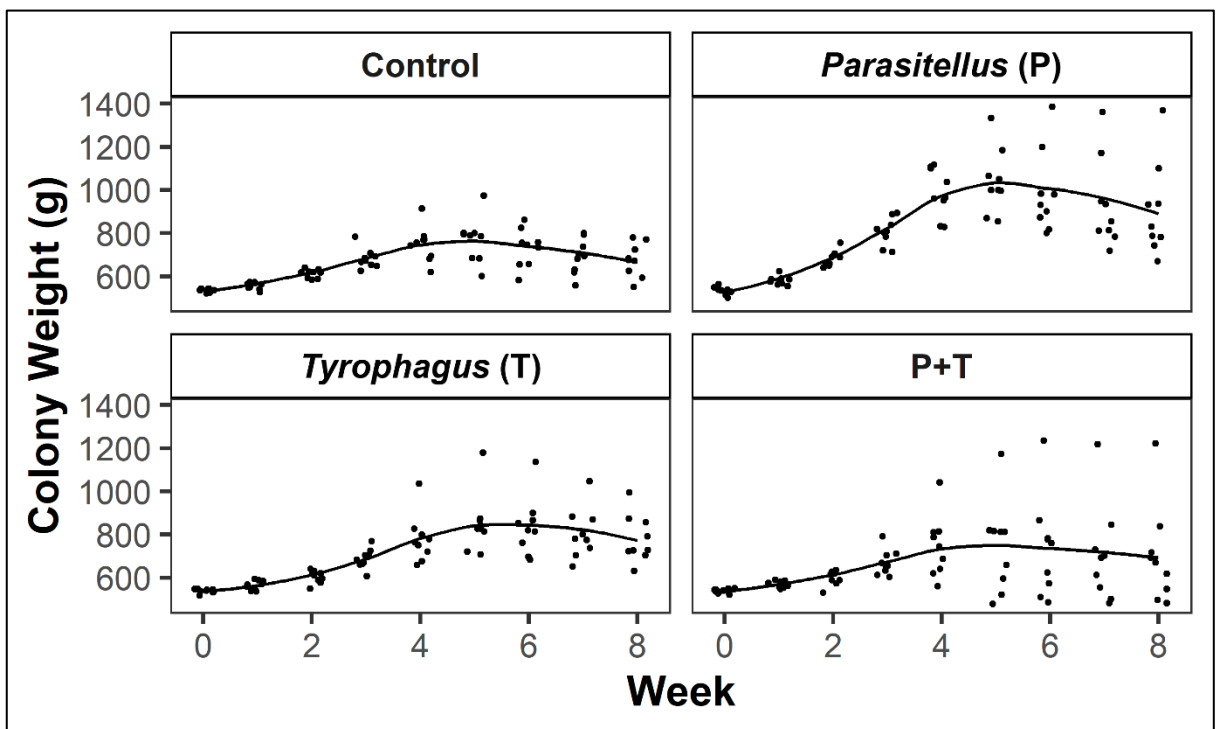 Control
Parasitellus (P)
1400
1200
1000
800
600
Tyrophagus (T)
P+T
1400
1200
1000
800
600
0 2 4 6 8
0 2 4 6 8
Colony Weight (g)
Week